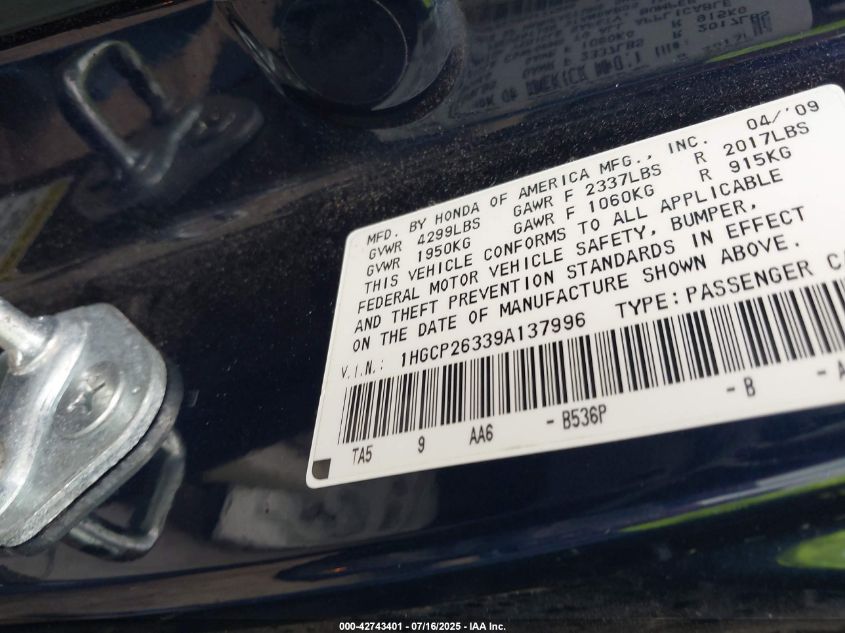 MFD. BY HONDA OF AMERICA MFG., INC. 04/'09
GVWR 4299LBS GAWR F 2337LBS R 2017LBS
GVWR 1950KG GAWR F 1060KG R 915KG
THIS VEHICLE CONFORMS TO ALL APPLICABLE
FEDERAL MOTOR VEHICLE SAFETY, BUMPER,
AND THEFT PREVENTION STANDARDS IN EFFECT
ON THE DATE OF MANUFACTURE SHOWN ABOVE.
V.I.N.: 1HGCP26339A137996 TYPE:PASSENGER CA
TA5 9 AA6 -B536P -B -A
000-42743401 - 07/16/2025 - IAA Inc.